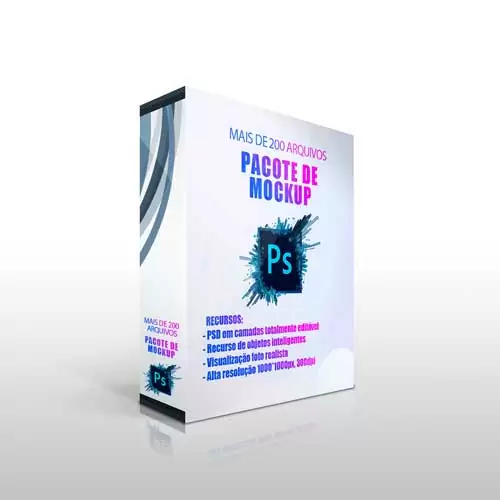 MAIS DE 200 ARQUIVOS
PACOTE DE
MOCKUP
Ps
RECURSOS:
- PSD em camadas totalmente editável
- Recurso de objetos inteligentes
- Visualização foto realista
- Alta resolução 1000*1000px, 300dpi
MAIS DE 200
ARQUIVOS
PACOTE DE
MOCKUP
Ps